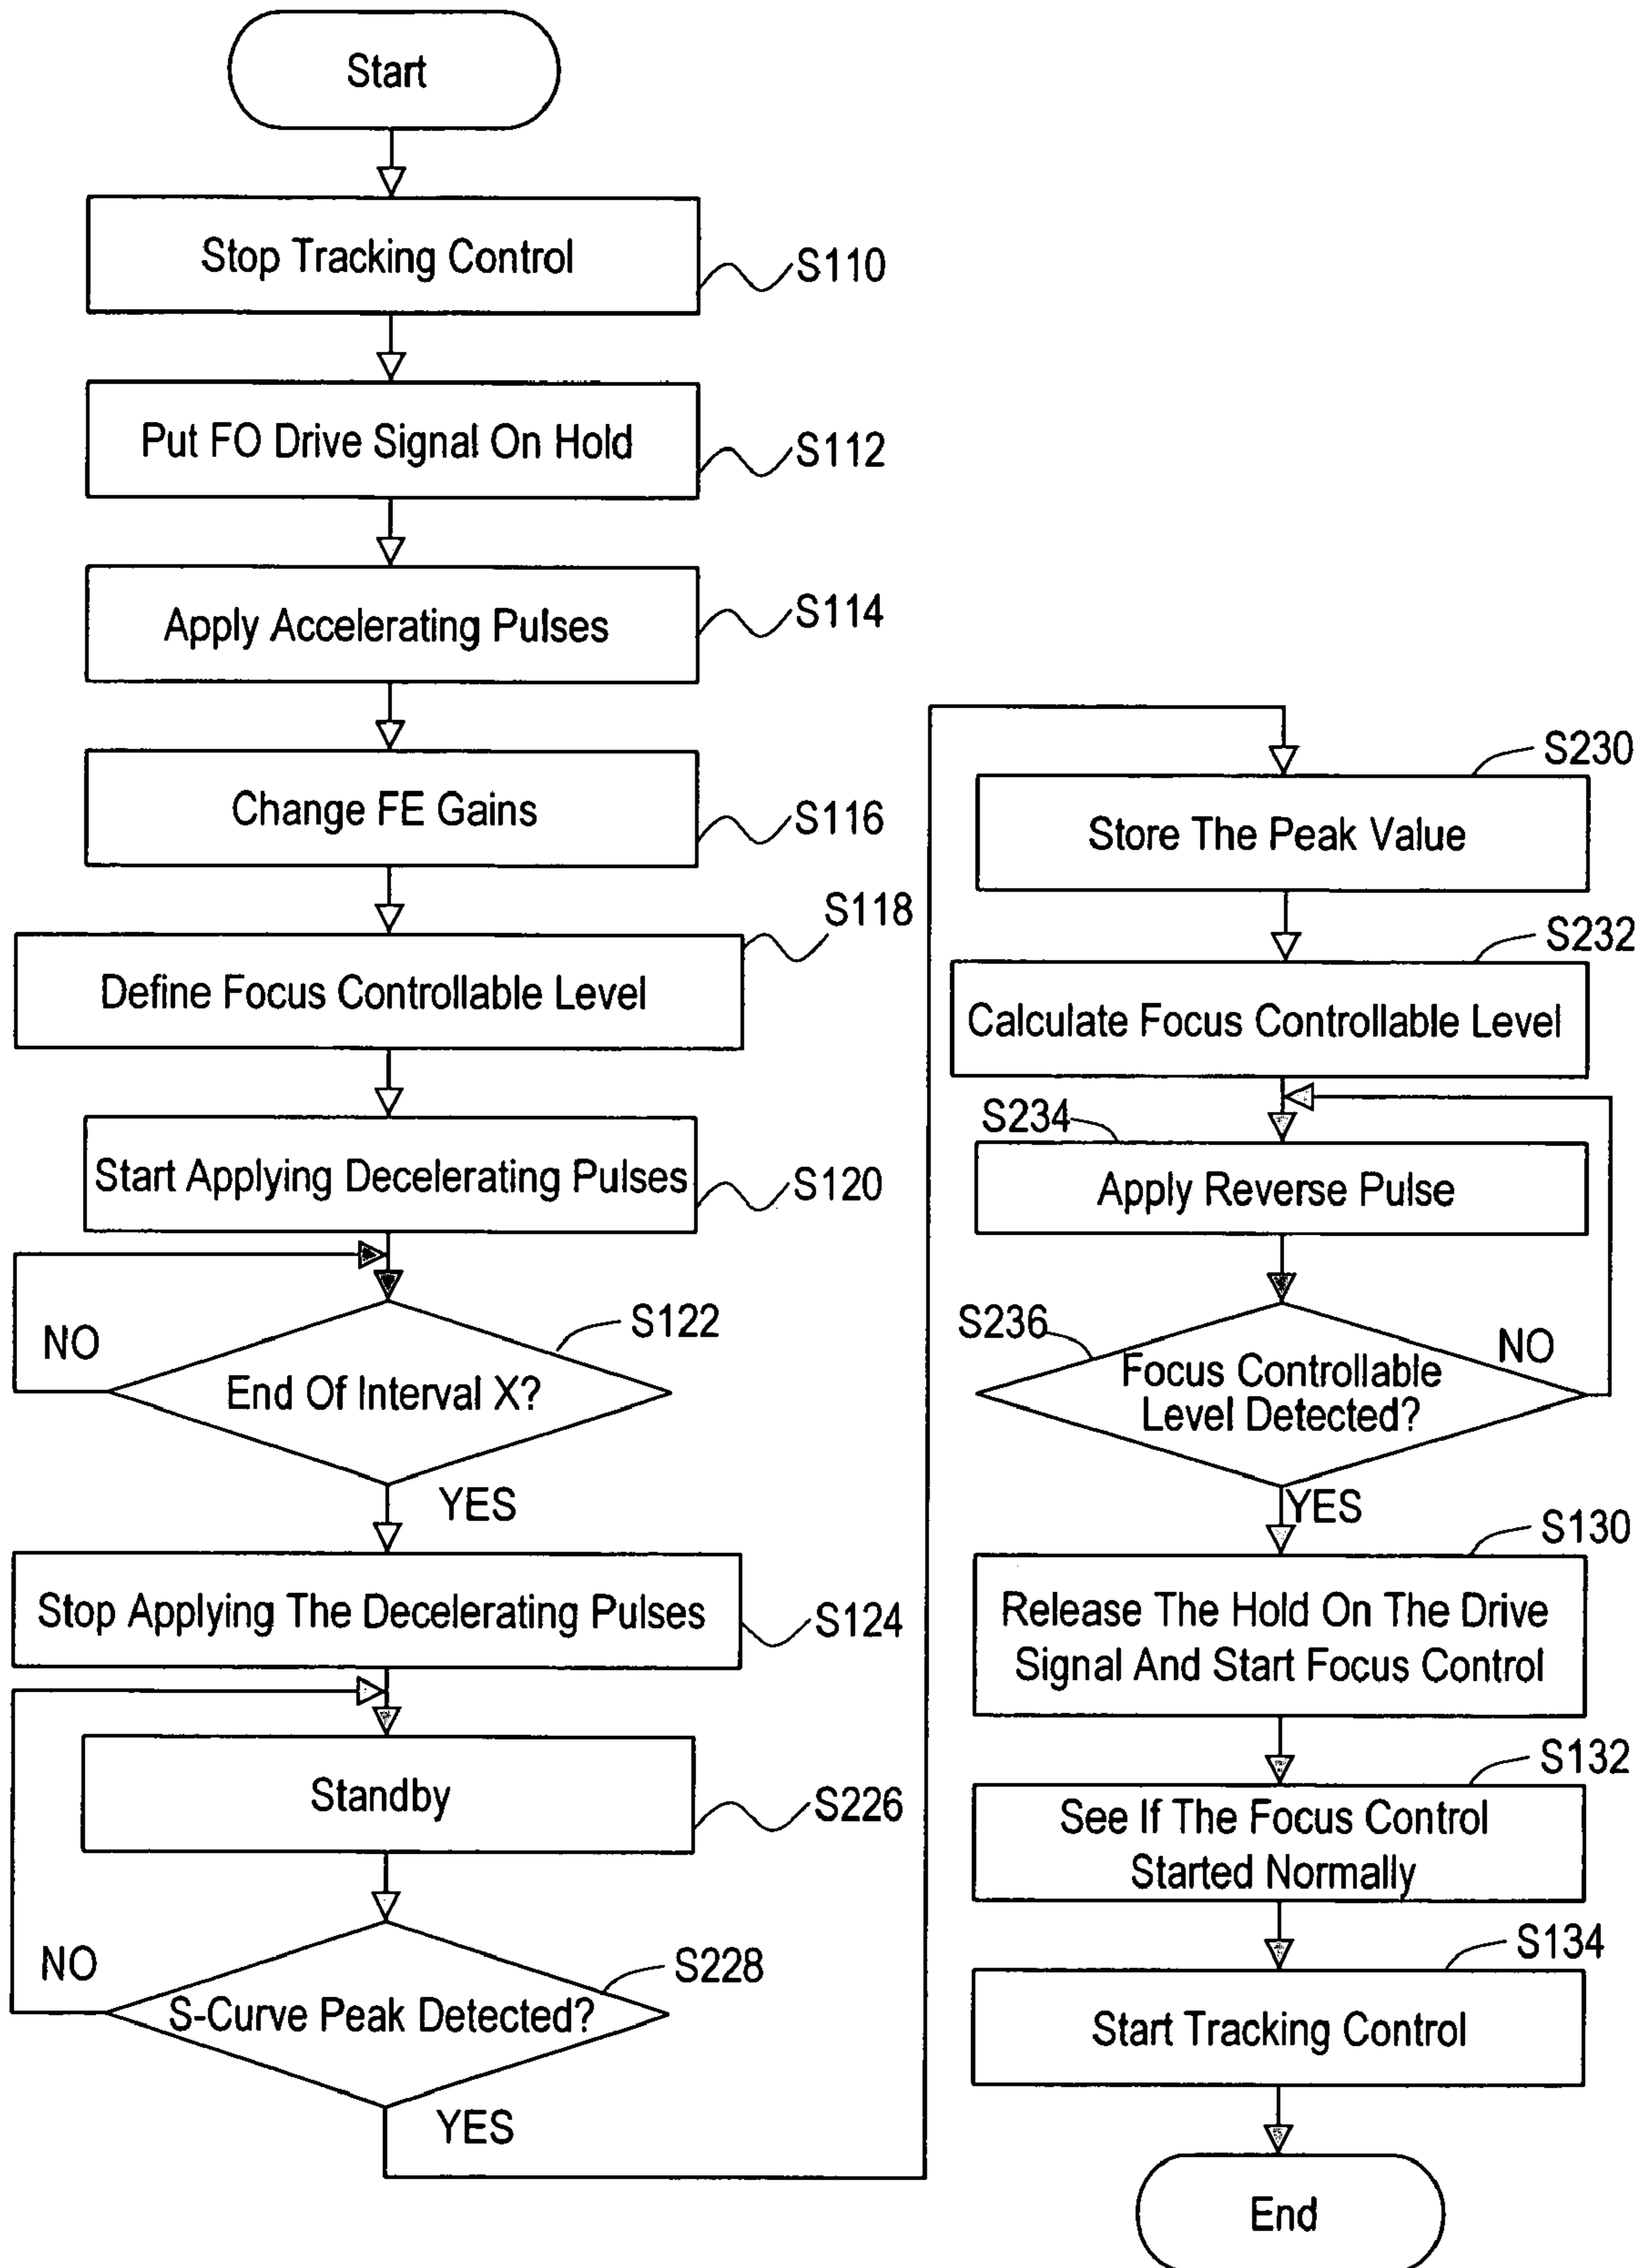 Start
Stop Tracking Control
S110
Put FO Drive Signal On Hold
S112
Apply Accelerating Pulses
S114
Change FE Gains
S116
Define Focus Controllable Level
S118
Start Applying Decelerating Pulses
S120
End Of Interval X?
S122
NO
YES
Stop Applying The Decelerating Pulses
S124
Standby
S226
S-Curve Peak Detected?
S228
NO
YES
S230
Store The Peak Value
S232
Calculate Focus Controllable Level
S234
Apply Reverse Pulse
S236
Focus Controllable
Level Detected?
NO
YES
S130
Release The Hold On The Drive
Signal And Start Focus Control
S132
See If The Focus Control
Started Normally
S134
Start Tracking Control
End